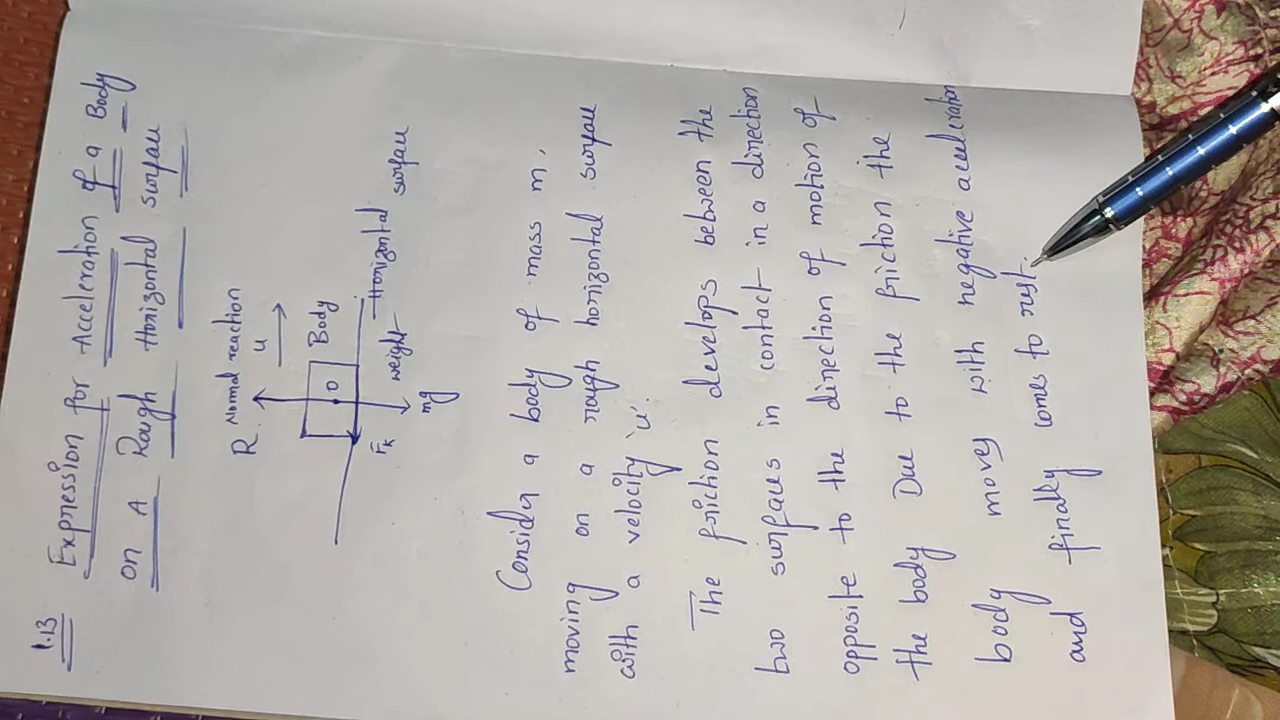 1.13 Expression for Acceleration of a Body
on A Rough Horizontal surface
R Normal reaction
u
Body
O
Horizontal surface
Fk
weight
mg
Consider a body of mass m,
moving on a rough horizontal surface
with a velocity 'u'.
The friction develops between the
two surfaces in contact in a direction
opposite to the direction of motion of
the body Due to the friction the
body moves with negative acceleration
and finally comes to rest